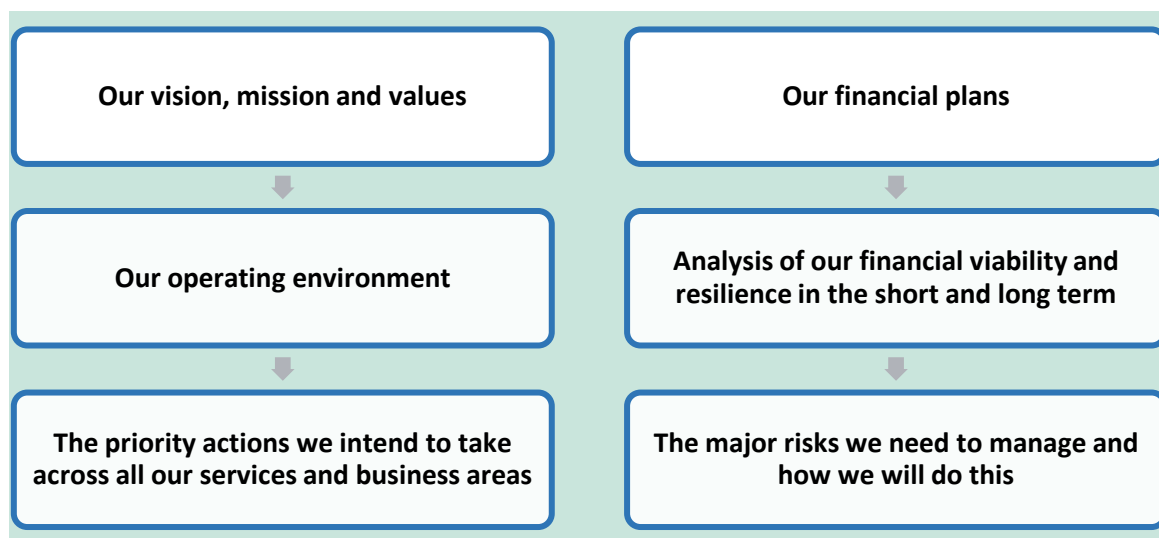 Our vision, mission and values
Our operating environment
The priority actions we intend to take
across all our services and business areas
Our financial plans
Analysis of our financial viability and
resilience in the short and long term
The major risks we need to manage and
how we will do this